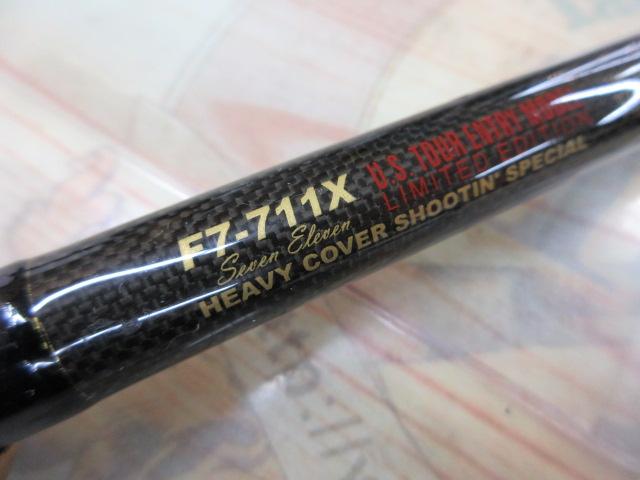 F7-711X
Seven Eleven
HEAVY COVER SHOOTIN' SPECIAL
U.S. TOUR ENTRY MODEL
LIMITED EDITION